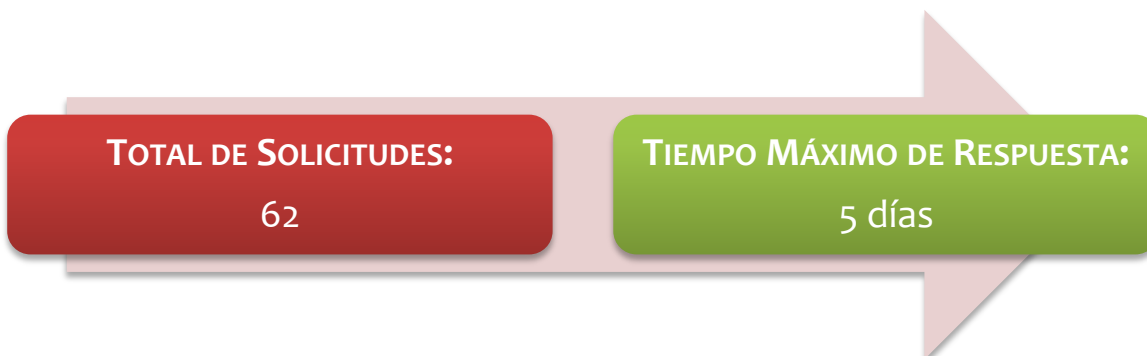 TOTAL DE SOLICITUDES:
62
TIEMPO MÁXIMO DE RESPUESTA:
5 días